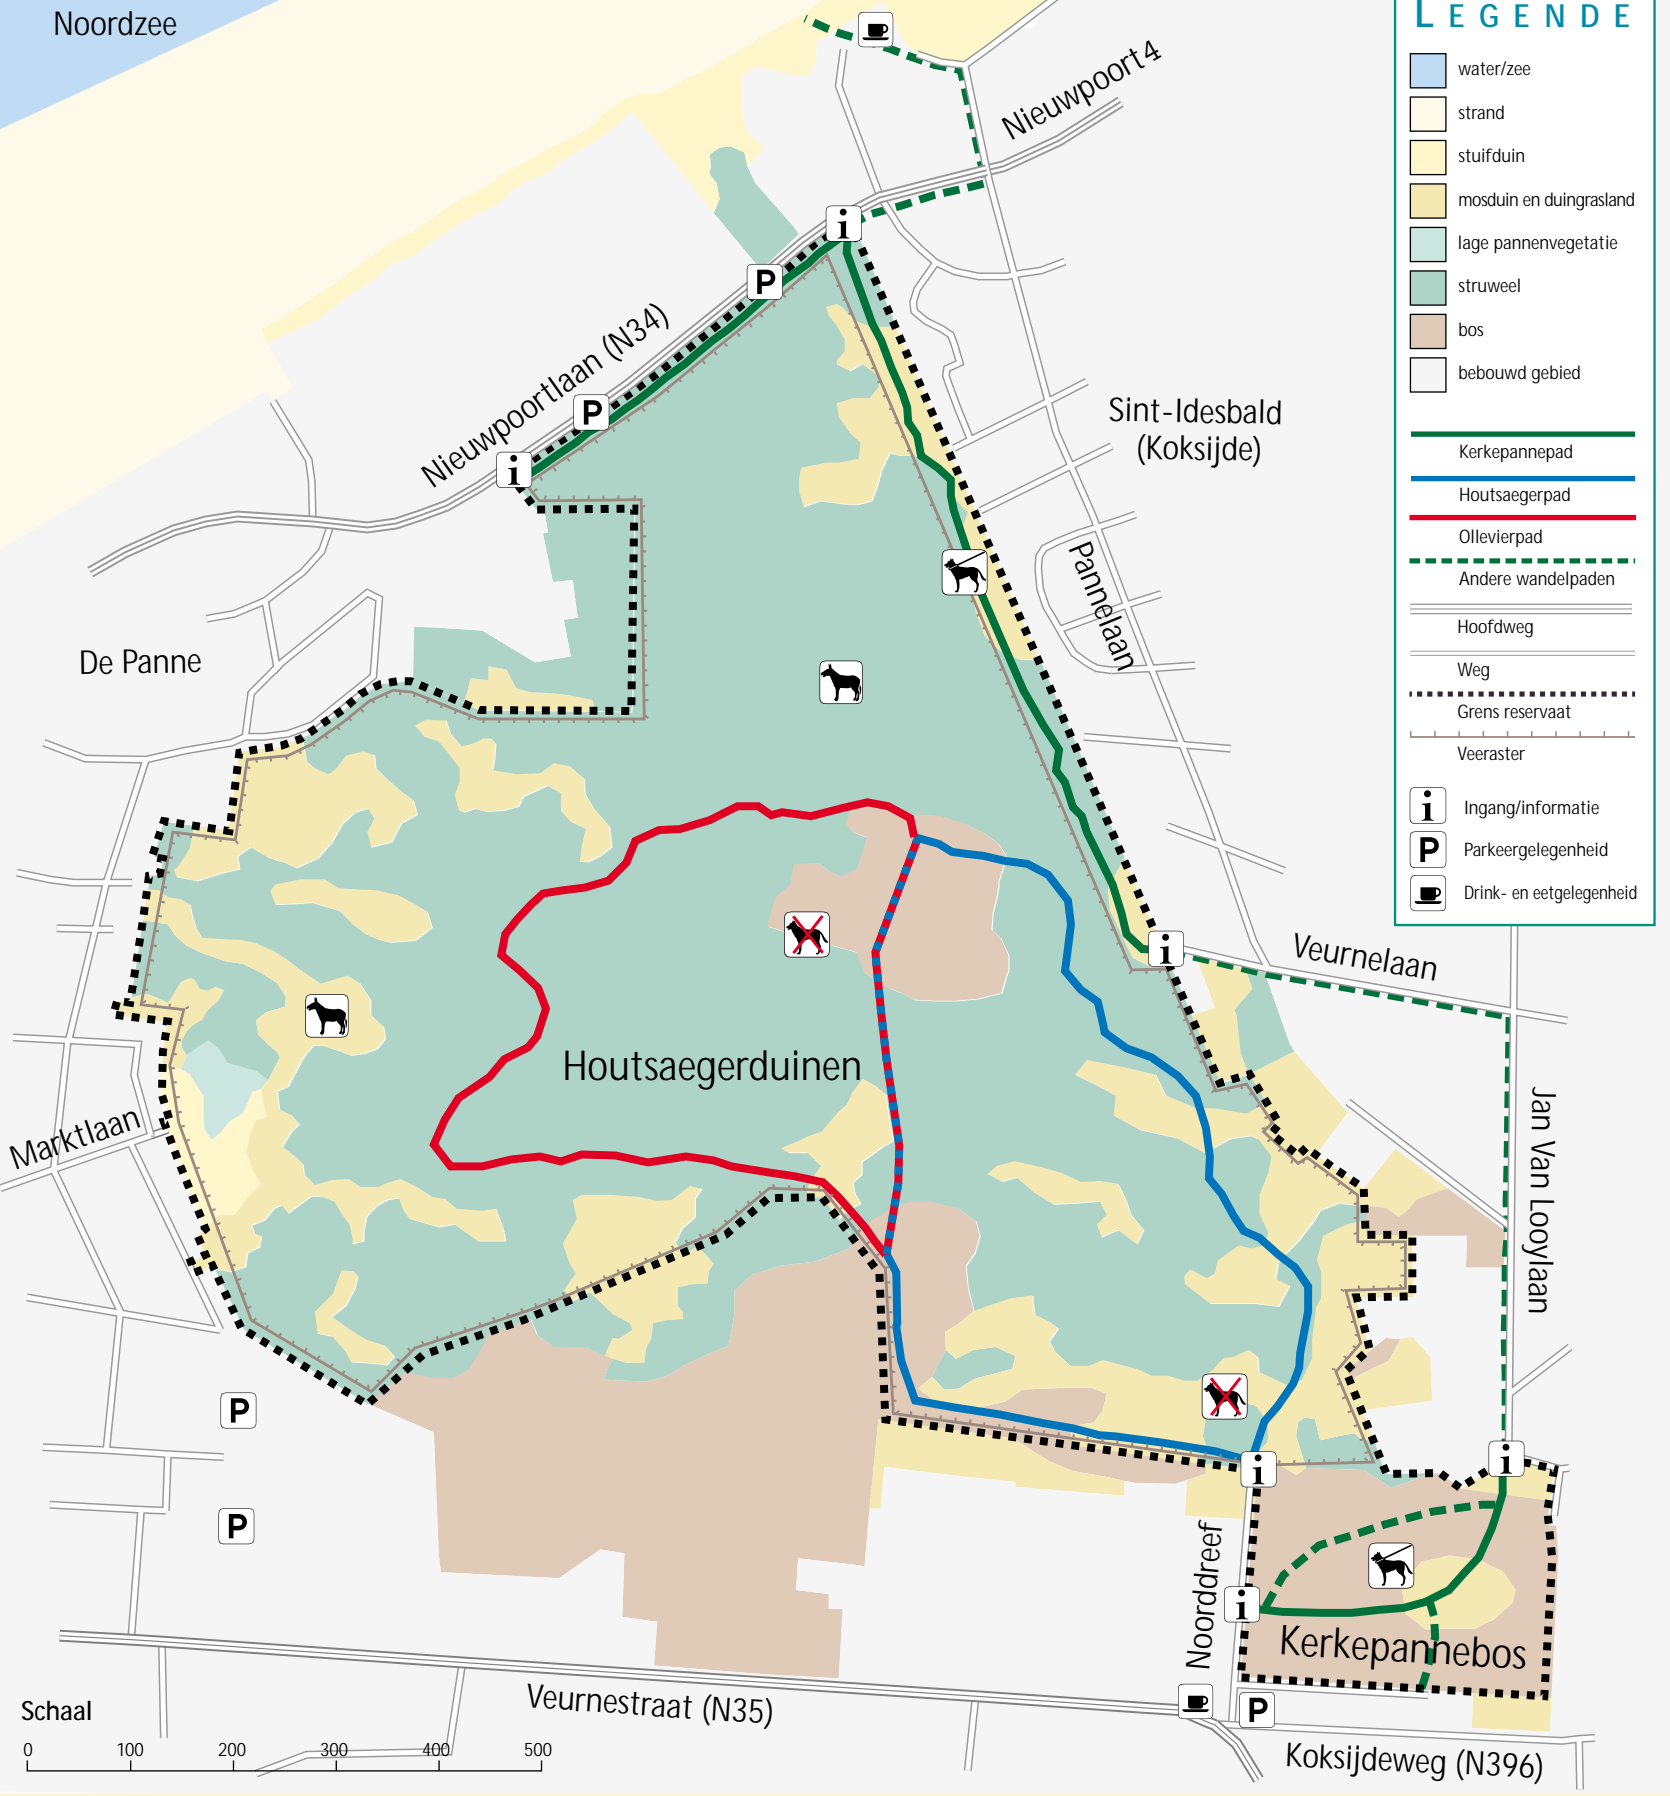 Noordzee
Nieuwpoort4
Nieuwpoortlaan (N34)
i
P
P
i
Sint-Idesbald
(Koksijde)
Pannelaan
De Panne
i
Veurnelaan
Houtsaegerduinen
Marktlaan
Jan Van Looylaan
P
P
i
i
i
Noorddreef
Kerkepannebos
P
Veurnestraat (N35)
Koksijdeweg (N396)
Schaal
0 100 200 300 400 500
LEGENDE
water/zee
strand
stuifduin
mosduin en duingrasland
lage pannenvegetatie
struweel
bos
bebouwd gebied
Kerkepannepad
Houtsaegerpad
Ollevierpad
Andere wandelpaden
Hoofdweg
Weg
Grens reservaat
Veeraster
i Ingang/informatie
P Parkeergelegenheid
Drink- en eetgelegenheid